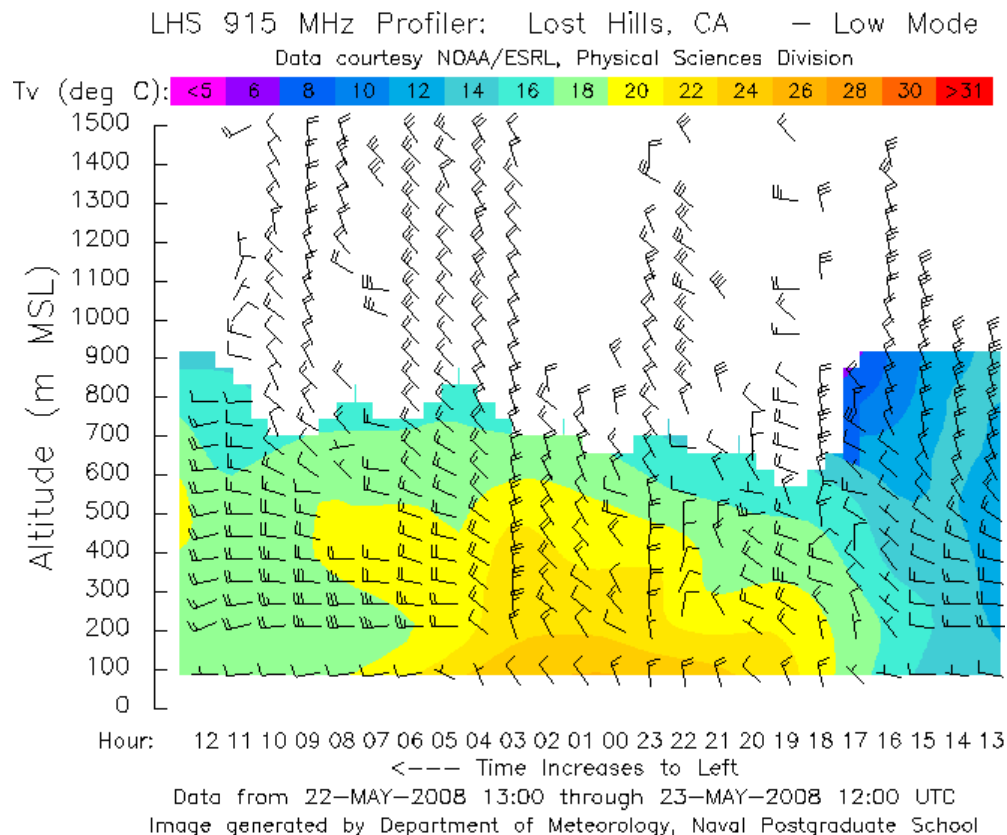 LHS 915 MHz Profiler: Lost Hills, CA – Low Mode
Data courtesy NOAA/ESRL, Physical Sciences Division
Tv (deg C): <5 6 8 10 12 14 16 18 20 22 24 26 28 30 >31
1500
1400
1300
1200
1100
1000
900
800
700
600
500
400
300
200
100
0
Altitude (m MSL)
Hour: 12 11 10 09 08 07 06 05 04 03 02 01 00 23 22 21 20 19 18 17 16 15 14 13
<--- Time Increases to Left
Data from 22-MAY-2008 13:00 through 23-MAY-2008 12:00 UTC
Image generated by Department of Meteorology, Naval Postgraduate School